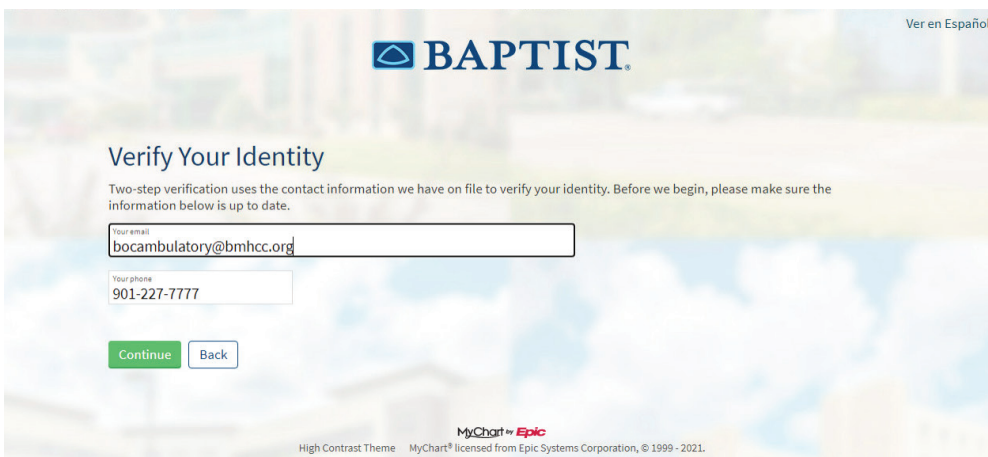 Ver en Español
BAPTIST®
Verify Your Identity
Two-step verification uses the contact information we have on file to verify your identity. Before we begin, please make sure the
information below is up to date.
Your email
bocambulatory@bmhcc.org
Your phone
901-227-7777
Continue Back
MyChart by Epic
High Contrast Theme MyChart® licensed from Epic Systems Corporation, © 1999 - 2021.